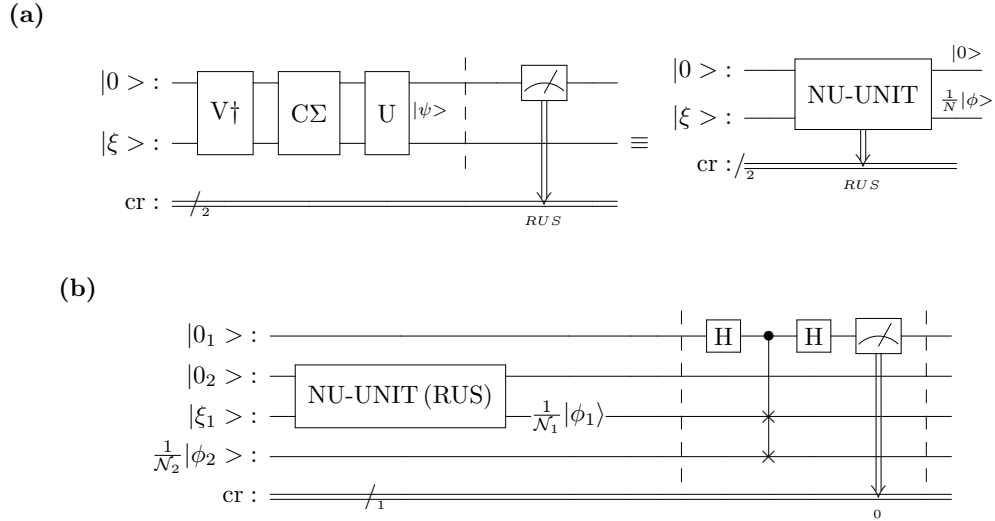 (a)
|0 > :
V†
CΣ
U
|ψ>
|ξ > :
cr :
2
RUS
≡
|0 > :
NU-UNIT
|0>
|ξ > :
1/N |ϕ>
cr :
2
RUS
(b)
|0₁ > :
H
H
|0₂ > :
NU-UNIT (RUS)
|ξ₁ > :
1/𝒩₁ |ϕ₁⟩
1/𝒩₂ |ϕ₂ > :
cr :
1
0